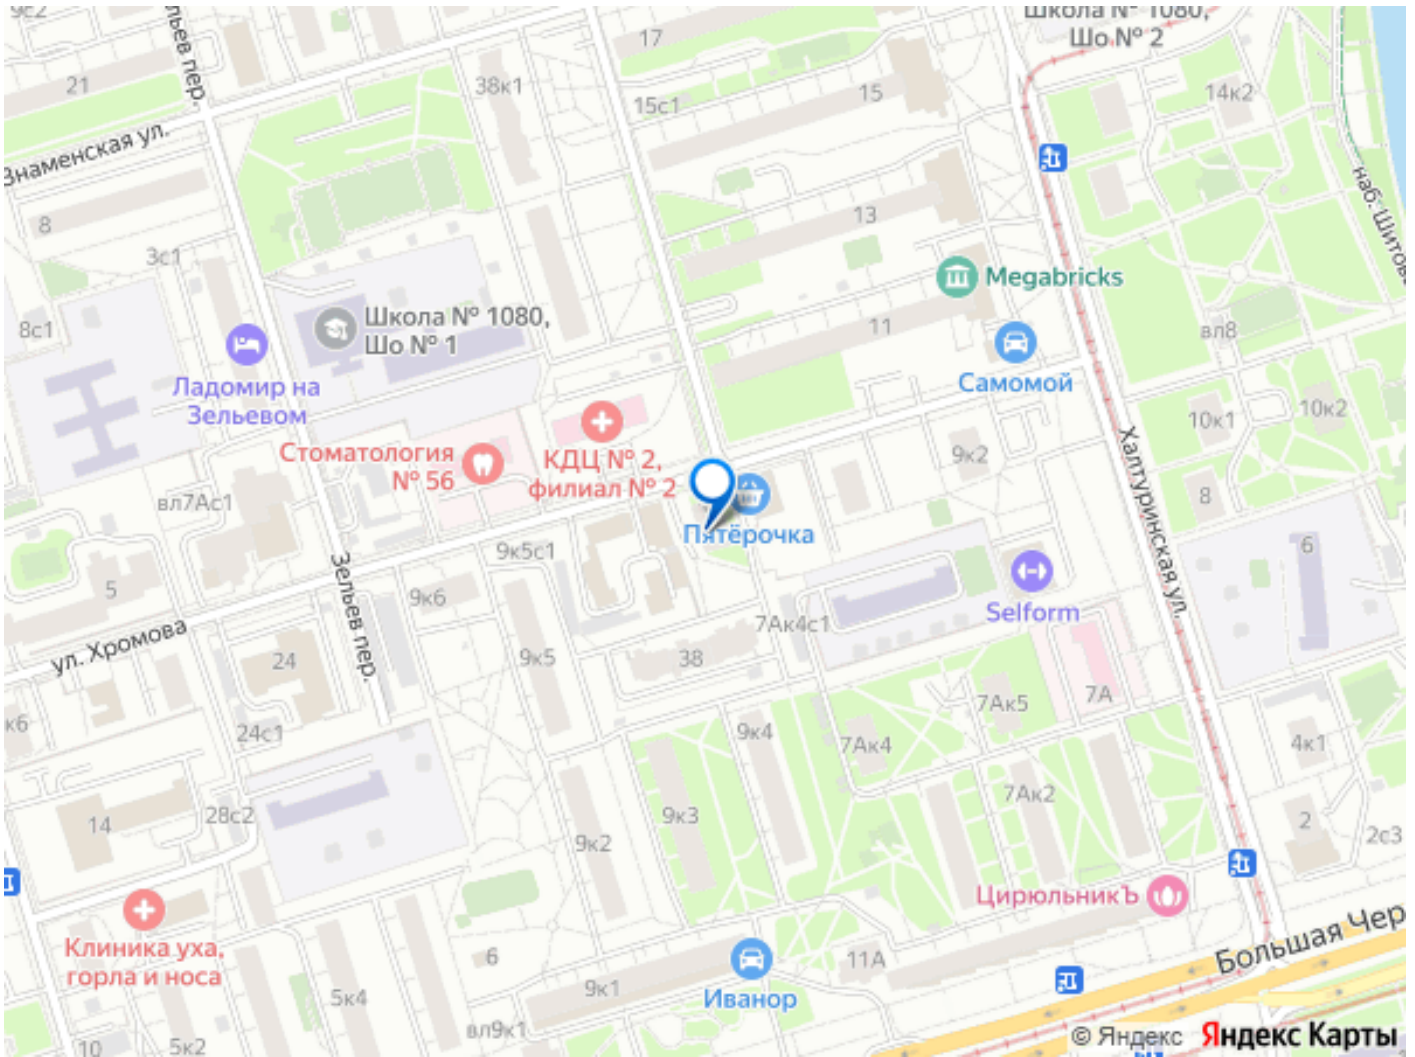 9с2
Зельев пер.
17
Школа № 1080,
Шо № 2
21
38к1
15с1
15
14к2
Знаменская ул.
наб. Шитова
8
13
3с1
Megabricks
8с1
Школа № 1080,
Шо № 1
11
вл8
Ладомир на
Зельевом
Самомой
10к1
10к2
Стоматология
№ 56
КДЦ № 2,
филиал № 2
9к2
Халтуринская ул.
8
вл7Ас1
Пятёрочка
9к5с1
6
5
Зельев пер.
9к6
Selform
7Ак4с1
ул. Хромова
24
9к5
38
7А
7Ак5
к6
24с1
9к4
7Ак4
4к1
7Ак2
14
28с2
9к3
2
2с3
9к2
ЦирюльникЪ
Клиника уха,
горла и носа
Большая Чер
6
11А
5к4
9к1
Иванор
вл9к1
10
5к2
© Яндекс Яндекс Карты